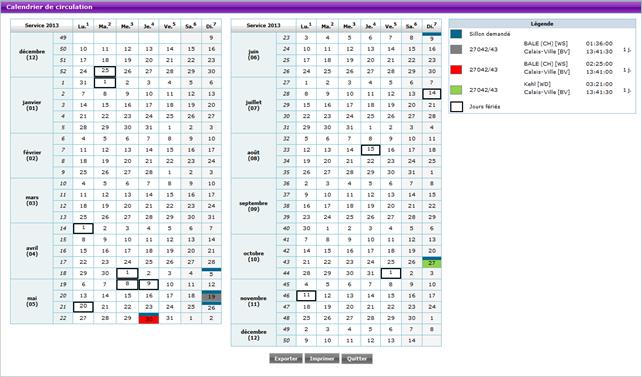 Calendrier de circulation
Service 2013 Lu.1 Ma.2 Me.3 Je.4 Ve.5 Sa.6 Di.7
décembre (12)
49 9
50 10 11 12 13 14 15 16
51 17 18 19 20 21 22 23
52 24 25 26 27 28 29 30
janvier (01)
1 31 1 2 3 4 5 6
2 7 8 9 10 11 12 13
3 14 15 16 17 18 19 20
4 21 22 23 24 25 26 27
5 28 29 30 31 1 2 3
février (02)
6 4 5 6 7 8 9 10
7 11 12 13 14 15 16 17
8 18 19 20 21 22 23 24
9 25 26 27 28 1 2 3
mars (03)
10 4 5 6 7 8 9 10
11 11 12 13 14 15 16 17
12 18 19 20 21 22 23 24
13 25 26 27 28 29 30 31
avril (04)
14 1 2 3 4 5 6 7
15 8 9 10 11 12 13 14
16 15 16 17 18 19 20 21
17 22 23 24 25 26 27 28
18 29 30 1 2 3 4 5
mai (05)
19 6 7 8 9 10 11 12
20 13 14 15 16 17 18 19
21 20 21 22 23 24 25 26
22 27 28 29 30 31 1 2
Service 2013 Lu.1 Ma.2 Me.3 Je.4 Ve.5 Sa.6 Di.7
juin (06)
23 3 4 5 6 7 8 9
24 10 11 12 13 14 15 16
25 17 18 19 20 21 22 23
26 24 25 26 27 28 29 30
juillet (07)
27 1 2 3 4 5 6 7
28 8 9 10 11 12 13 14
29 15 16 17 18 19 20 21
30 22 23 24 25 26 27 28
31 29 30 31 1 2 3 4
août (08)
32 5 6 7 8 9 10 11
33 12 13 14 15 16 17 18
34 19 20 21 22 23 24 25
35 26 27 28 29 30 31 1
septembre (09)
36 2 3 4 5 6 7 8
37 9 10 11 12 13 14 15
38 16 17 18 19 20 21 22
39 23 24 25 26 27 28 29
40 30 1 2 3 4 5 6
octobre (10)
41 7 8 9 10 11 12 13
42 14 15 16 17 18 19 20
43 21 22 23 24 25 26 27
44 28 29 30 31 1 2 3
novembre (11)
45 4 5 6 7 8 9 10
46 11 12 13 14 15 16 17
47 18 19 20 21 22 23 24
48 25 26 27 28 29 30 1
décembre (12)
49 2 3 4 5 6 7 8
50 9 10 11 12 13 14
Légende
Sillon demandé
27042/43 BALE (CH) [WS] 01:36:00
Calais-Ville [BV] 13:41:30 1 j.
27042/43 BALE (CH) [WS] 02:25:00
Calais-Ville [BV] 13:41:00 1 j.
27042/43 Kehl [WD] 03:21:00
Calais-Ville [BV] 13:41:30 1 j.
Jours fériés
Exporter Imprimer Quitter